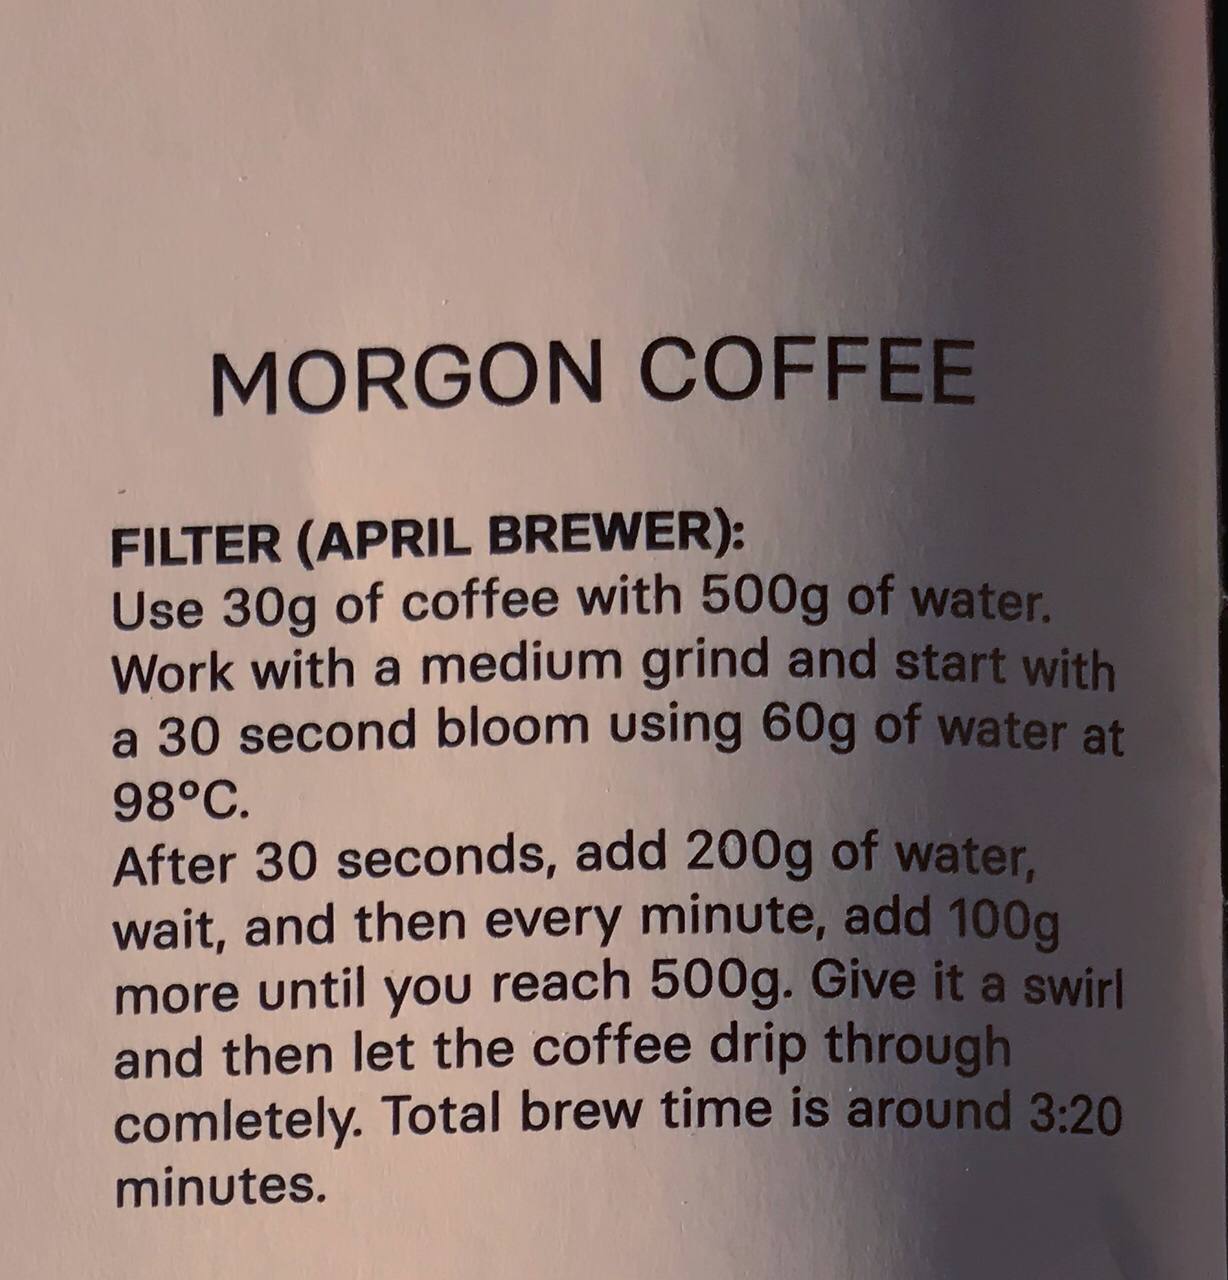 MORGON COFFEE
FILTER (APRIL BREWER):
Use 30g of coffee with 500g of water.
Work with a medium grind and start with
a 30 second bloom using 60g of water at
98°C.
After 30 seconds, add 200g of water,
wait, and then every minute, add 100g
more until you reach 500g. Give it a swirl
and then let the coffee drip through
comletely. Total brew time is around 3:20
minutes.